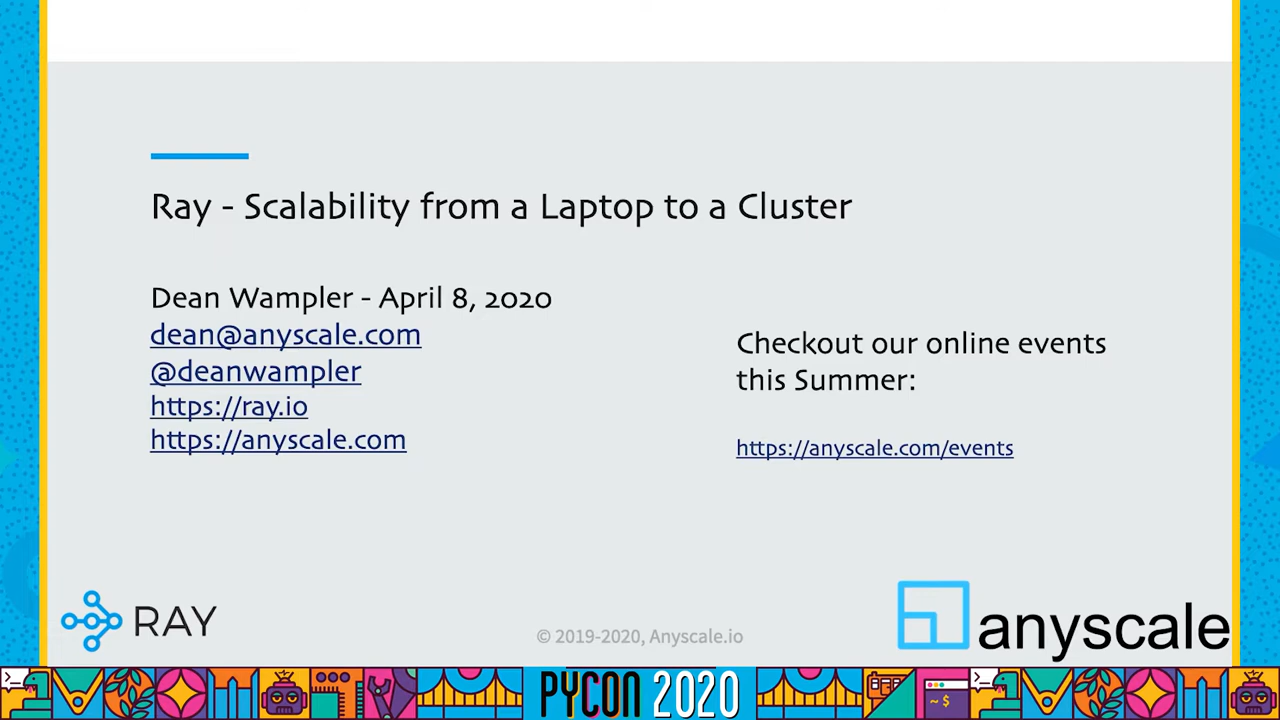 Ray - Scalability from a Laptop to a Cluster
Dean Wampler - April 8, 2020
dean@anyscale.com
@deanwampler
https://ray.io
https://anyscale.com
Checkout our online events
this Summer:
https://anyscale.com/events
RAY
© 2019-2020, Anyscale.io
anyscale
PYCON 2020
~ $